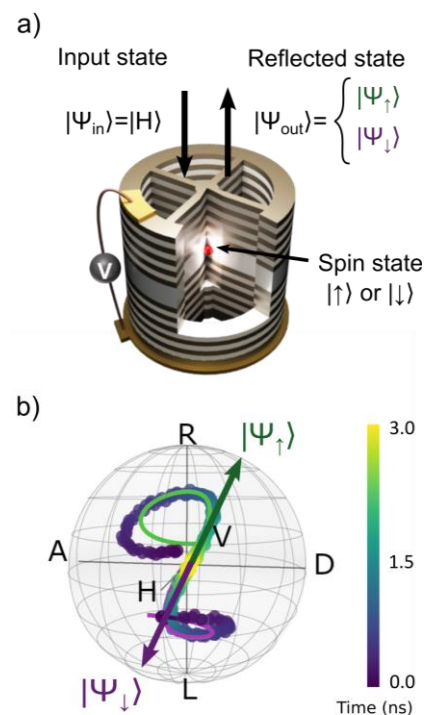 a)
Input state
Reflected state
|Ψin⟩=|H⟩
|Ψout⟩=
|Ψ↑⟩
|Ψ↓⟩
V
Spin state
|↑⟩ or |↓⟩
b)
R
|Ψ↑⟩
3.0
V
A
D
1.5
H
|Ψ↓⟩
L
0.0
Time (ns)